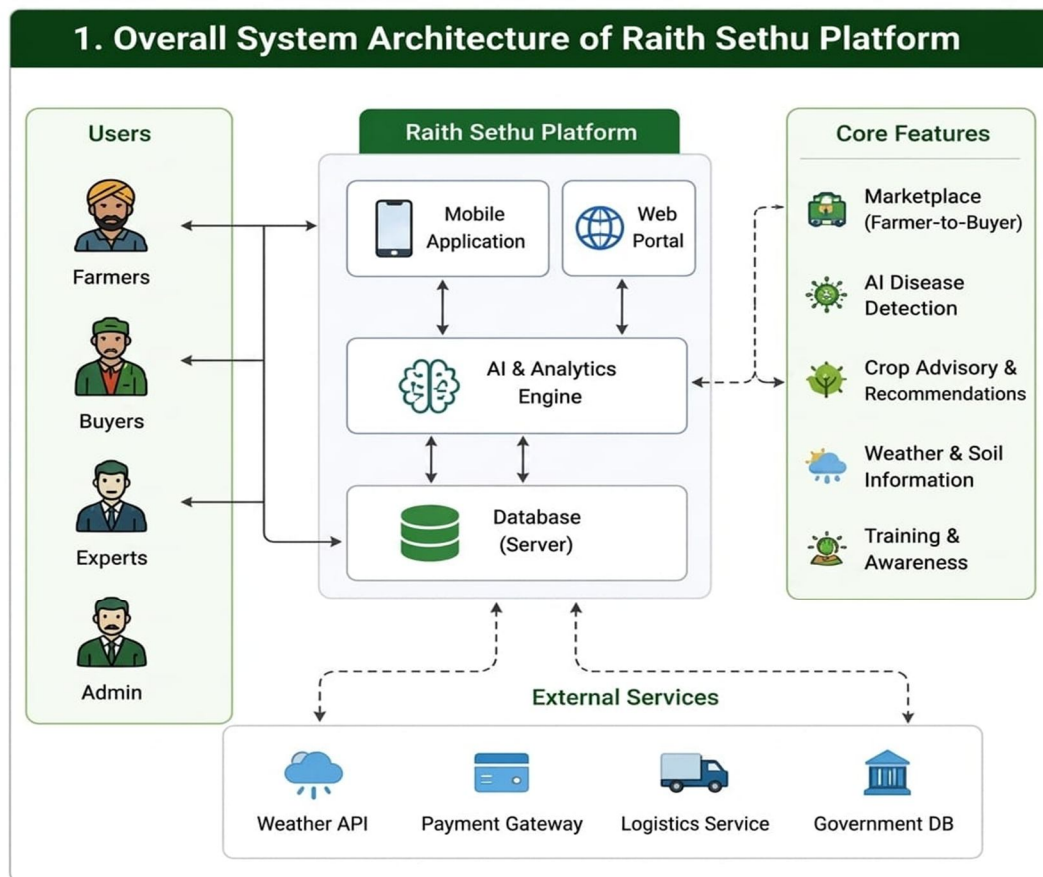 1. Overall System Architecture of Raith Sethu Platform
Users
Farmers
Buyers
Experts
Admin
Raith Sethu Platform
Mobile
Application
Web
Portal
AI & Analytics
Engine
Database
(Server)
Core Features
Marketplace
(Farmer-to-Buyer)
AI Disease
Detection
Crop Advisory &
Recommendations
Weather & Soil
Information
Training &
Awareness
External Services
Weather API
Payment Gateway
Logistics Service
Government DB